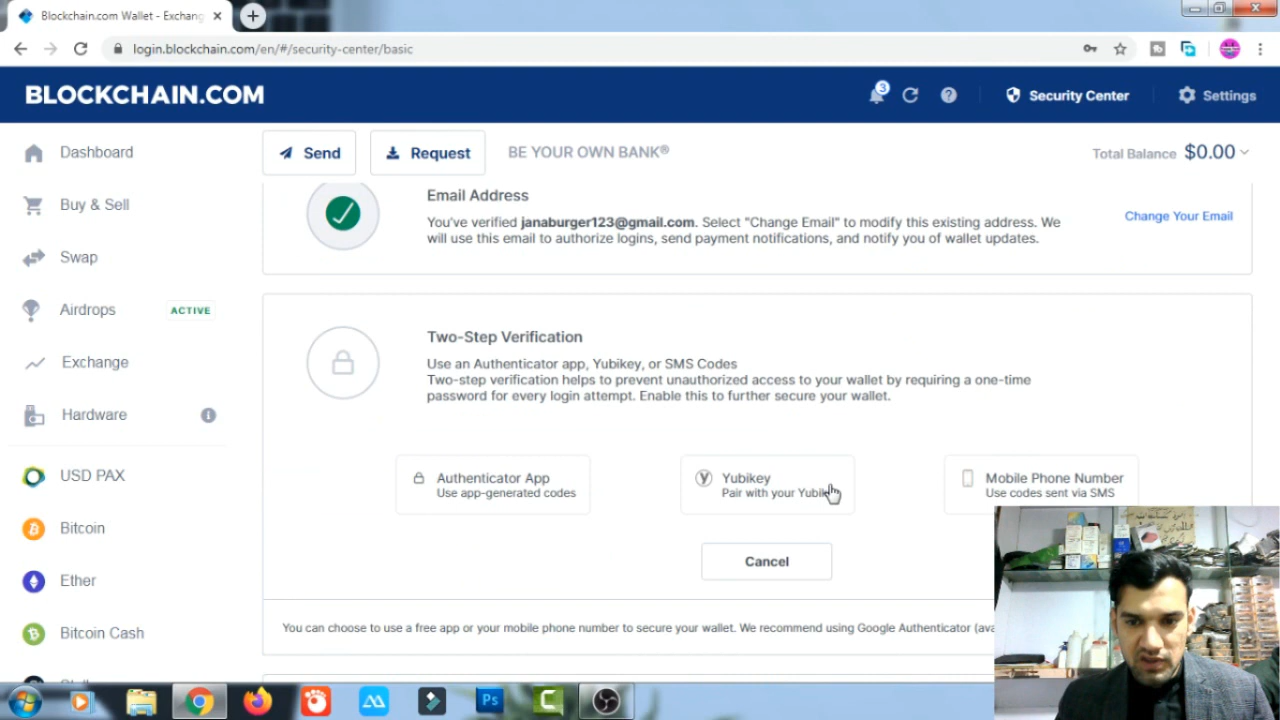 Blockchain.com Wallet - Exchang
login.blockchain.com/en/#/security-center/basic
BLOCKCHAIN.COM
3
Security Center
Settings
Dashboard
Buy & Sell
Swap
Airdrops
ACTIVE
Exchange
Hardware
USD PAX
Bitcoin
Ether
Bitcoin Cash
Send
Request
BE YOUR OWN BANK®
Total Balance $0.00
Email Address
You've verified janaburger123@gmail.com. Select "Change Email" to modify this existing address. We
will use this email to authorize logins, send payment notifications, and notify you of wallet updates.
Change Your Email
Two-Step Verification
Use an Authenticator app, Yubikey, or SMS Codes
Two-step verification helps to prevent unauthorized access to your wallet by requiring a one-time
password for every login attempt. Enable this to further secure your wallet.
Authenticator App
Use app-generated codes
Yubikey
Pair with your Yubik
Mobile Phone Number
Use codes sent via SMS
Cancel
You can choose to use a free app or your mobile phone number to secure your wallet. We recommend using Google Authenticator (ava
Ps
C